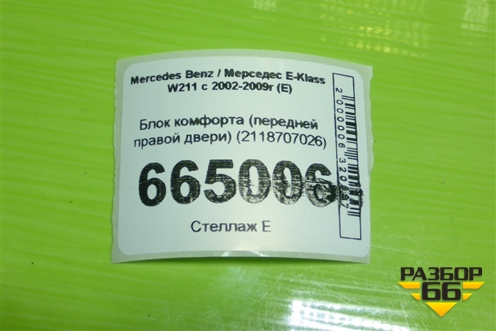 Mercedes Benz / Мерседес E-Klass
W211 с 2002-2009г (E)
Блок комфорта (передней
правой двери) (2118707026)
665006
Стеллаж E
РАЗБОР
66